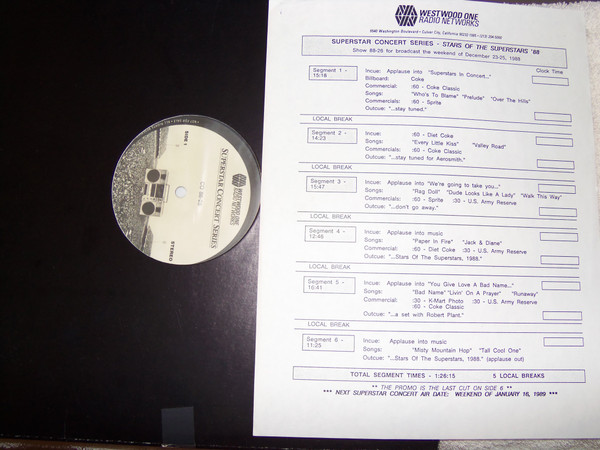 WESTWOOD ONE
RADIO NETWORKS
SUPERSTAR CONCERT SERIES - STARS OF THE SUPERSTARS '88
Show 88-26 for broadcast the weekend of December 23-25, 1988
Clock Time
Segment 1 -
15:18
Incue: Applause into "Superstars In Concert..."
Billboard: Coke
Commercial: :60 - Coke Classic
Songs: "Who's To Blame" "Prelude" "Over The Hills"
Commercial: :60 - Sprite
Outcue: "...stay tuned."
LOCAL BREAK
Segment 2 -
14:23
Incue: :60 - Diet Coke
Songs: "Every Little Kiss" "Valley Road"
Commercial: :60 - Coke Classic
Outcue: "...stay tuned for Aerosmith."
LOCAL BREAK
Segment 3 -
15:47
Incue: Applause into "We're going to take you..."
Songs: "Rag Doll" "Dude Looks Like A Lady" "Walk This Way"
Commercial: :60 - Sprite :30 - U.S. Army Reserve
Outcue: "...don't go away."
LOCAL BREAK
Segment 4 -
12:46
Incue: Applause into music
Songs: "Paper In Fire" "Jack & Diane"
Commercial: :60 - Diet Coke :30 - U.S. Army Reserve
Outcue: "...Stars Of The Superstars, 1988."
LOCAL BREAK
Segment 5 -
16:41
Incue: Applause into "You Give Love A Bad Name..."
Songs: "Bad Name" "Livin' On A Prayer" "Runaway"
Commercial: :30 - K-Mart Photo :30 - U.S. Army Reserve
:60 - Coke Classic
Outcue: "...a set with Robert Plant."
LOCAL BREAK
Segment 6 -
11:25
Incue: Applause into music
Songs: "Misty Mountain Hop" "Tall Cool One"
Outcue: "...Stars Of The Superstars, 1988." (applause out)
TOTAL SEGMENT TIMES - 1:26:15 5 LOCAL BREAKS
** THE PROMO IS THE LAST CUT ON SIDE 6 **
*** NEXT SUPERSTAR CONCERT AIR DATE: WEEKEND OF JANUARY 16, 1989 ***
WESTWOOD ONE
RADIO NETWORKS
SUPERSTAR CONCERT SERIES
SIDE 1
STEREO